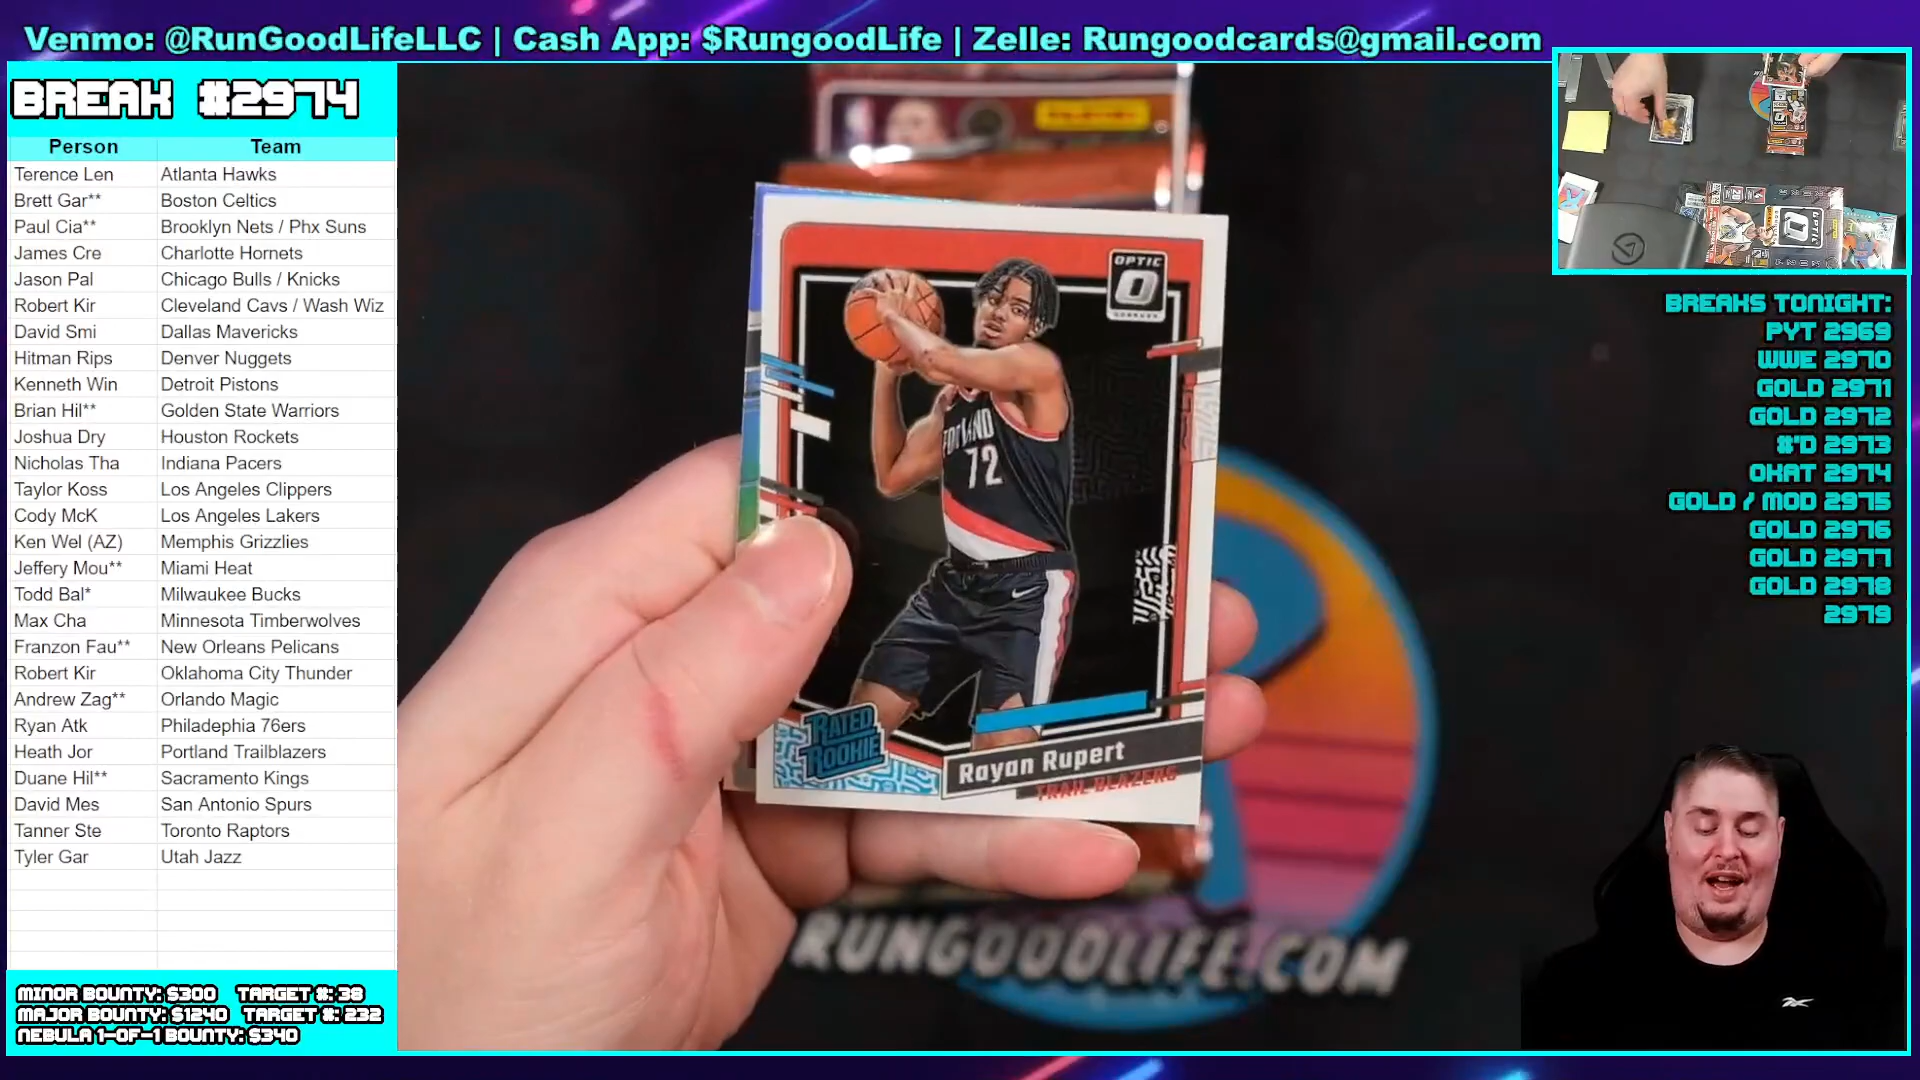 Venmo: @RunGoodLifeLLC | Cash App: $RungoodLife | Zelle: Rungoodcards@gmail.com
BREAK #2974
Person Team
Terence Len Atlanta Hawks
Brett Gar** Boston Celtics
Paul Cia** Brooklyn Nets / Phx Suns
James Cre Charlotte Hornets
Jason Pal Chicago Bulls / Knicks
Robert Kir Cleveland Cavs / Wash Wiz
David Smi Dallas Mavericks
Hitman Rips Denver Nuggets
Kenneth Win Detroit Pistons
Brian Hil** Golden State Warriors
Joshua Dry Houston Rockets
Nicholas Tha Indiana Pacers
Taylor Koss Los Angeles Clippers
Cody McK Los Angeles Lakers
Ken Wel (AZ) Memphis Grizzlies
Jeffery Mou** Miami Heat
Todd Bal* Milwaukee Bucks
Max Cha Minnesota Timberwolves
Franzon Fau** New Orleans Pelicans
Robert Kir Oklahoma City Thunder
Andrew Zag** Orlando Magic
Ryan Atk Philadephia 76ers
Heath Jor Portland Trailblazers
Duane Hil** Sacramento Kings
David Mes San Antonio Spurs
Tanner Ste Toronto Raptors
Tyler Gar Utah Jazz
MINOR BOUNTY: $300 TARGET #: 38
MAJOR BOUNTY: $1240 TARGET #: 232
NEBULA 1-OF-1 BOUNTY: $340
OPTIC
O
DONRUSS
PORTLAND
72
RATED
ROOKIE
Rayan Rupert
TRAIL BLAZERS
RUNGOODLIFE.COM
BREAKS TONIGHT:
PYT 2969
WWE 2970
GOLD 2971
GOLD 2972
#'D 2973
OKAT 2974
GOLD / MOD 2975
GOLD 2976
GOLD 2977
GOLD 2978
2979